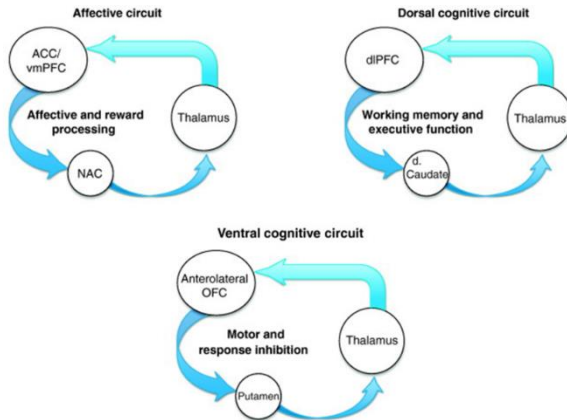 Affective circuit
ACC/
vmPFC
Affective and reward
processing
Thalamus
NAC
Dorsal cognitive circuit
dlPFC
Working memory and
executive function
Thalamus
d.
Caudate
Ventral cognitive circuit
Anterolateral
OFC
Motor and
response inhibition
Thalamus
Putamen